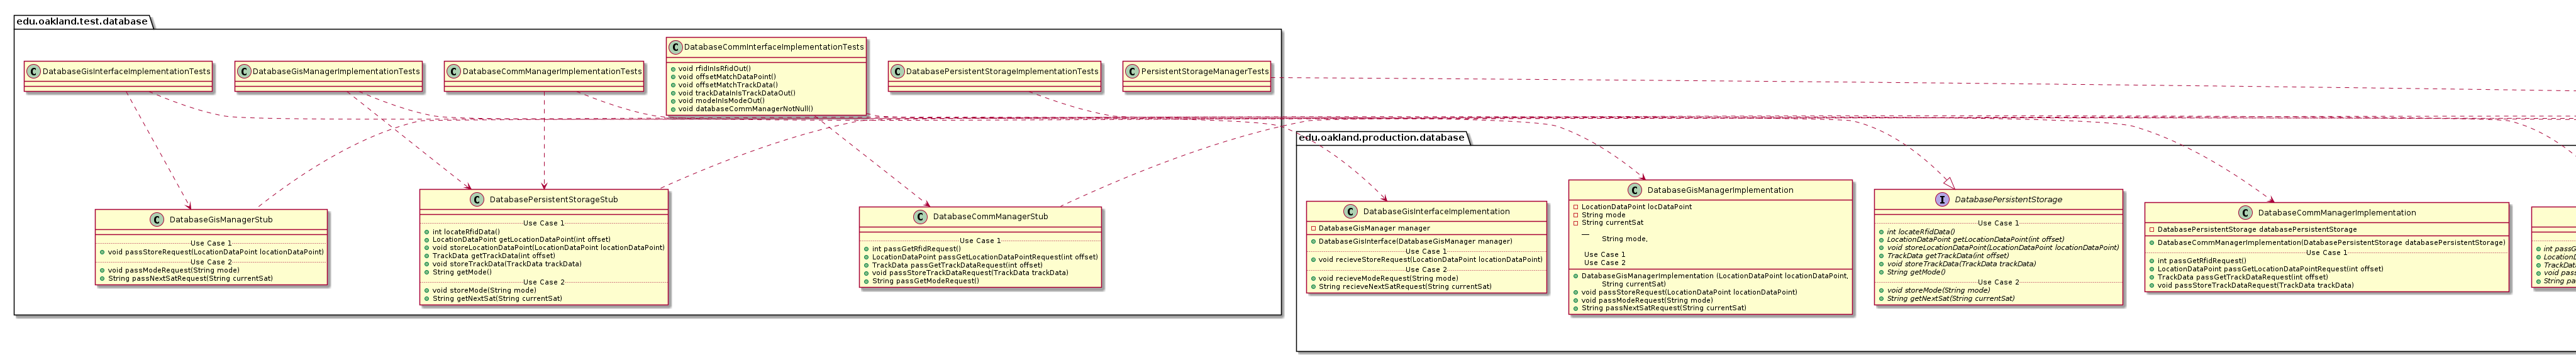 edu.oakland.test.database
DatabaseCommInterfaceImplementationTests
void rfidInIsRfidOut()
void offsetMatchDataPoint()
void offsetMatchTrackData()
void trackDataInIsTrackDataOut()
void modeInIsModeOut()
void databaseCommManagerNotNull()
DatabaseGisInterfaceImplementationTests
DatabaseGisManagerImplementationTests
DatabaseCommManagerImplementationTests
DatabasePersistentStorageImplementationTests
PersistentStorageManagerTests
DatabaseGisManagerStub
Use Case 1
void passStoreRequest(LocationDataPoint locationDataPoint)
Use Case 2
void passModeRequest(String mode)
String passNextSatRequest(String currentSat)
DatabasePersistentStorageStub
Use Case 1
int locateRfidData()
LocationDataPoint getLocationDataPoint(int offset)
void storeLocationDataPoint(LocationDataPoint locationDataPoint)
TrackData getTrackData(int offset)
void storeTrackData(TrackData trackData)
String getMode()
Use Case 2
void storeMode(String mode)
String getNextSat(String currentSat)
DatabaseCommManagerStub
Use Case 1
int passGetRfidRequest()
LocationDataPoint passGetLocationDataPointRequest(int offset)
TrackData passGetTrackDataRequest(int offset)
void passStoreTrackDataRequest(TrackData trackData)
String passGetModeRequest()
edu.oakland.production.database
DatabaseGisInterfaceImplementation
DatabaseGisManager manager
DatabaseGisInterface(DatabaseGisManager manager)
Use Case 1
void recieveStoreRequest(LocationDataPoint locationDataPoint)
Use Case 2
void recieveModeRequest(String mode)
String recieveNextSatRequest(String currentSat)
DatabaseGisManagerImplementation
LocationDataPoint locDataPoint
String mode
String currentSat
__
String mode,
Use Case 1
Use Case 2
DatabaseGisManagerImplementation (LocationDataPoint locationDataPoint,
String currentSat)
void passStoreRequest(LocationDataPoint locationDataPoint)
void passModeRequest(String mode)
String passNextSatRequest(String currentSat)
DatabasePersistentStorage
Use Case 1
int locateRfidData()
LocationDataPoint getLocationDataPoint(int offset)
void storeLocationDataPoint(LocationDataPoint locationDataPoint)
TrackData getTrackData(int offset)
void storeTrackData(TrackData trackData)
String getMode()
Use Case 2
void storeMode(String mode)
String getNextSat(String currentSat)
DatabaseCommManagerImplementation
DatabasePersistentStorage databasePersistentStorage
DatabaseCommManagerImplementation(DatabasePersistentStorage databasePersistentStorage)
Use Case 1
int passGetRfidRequest()
LocationDataPoint passGetLocationDataPointRequest(int offset)
TrackData passGetTrackDataRequest(int offset)
void passStoreTrackDataRequest(TrackData trackData)
int passG
LocationD
TrackData
void pass
String pa